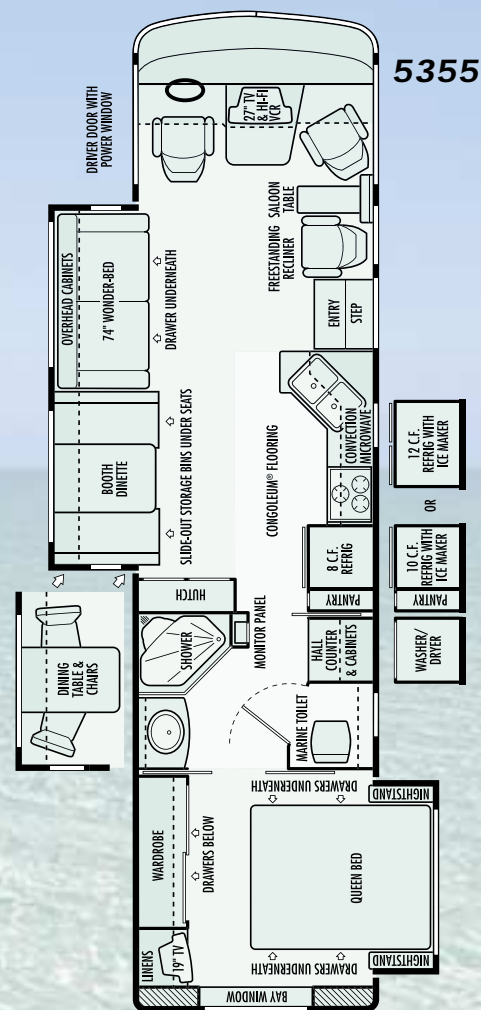 5355
DRIVER DOOR WITH
POWER WINDOW
27" TV
& HI-FI
VCR
SALOON
TABLE
FREESTANDING
RECLINER
OVERHEAD CABINETS
74" WONDER-BED
DRAWER UNDERNEATH
ENTRY
STEP
BOOTH
DINETTE
SLIDE-OUT STORAGE BINS UNDER SEATS
CONGOLEUM® FLOORING
CONVECTION
MICROWAVE
12 C.F.
REFRIG WITH
ICE MAKER
OR
8 C.F.
REFRIG
10 C.F.
REFRIG WITH
ICE MAKER
PANTRY
PANTRY
HUTCH
DINING
TABLE &
CHAIRS
SHOWER
MONITOR PANEL
HALL
COUNTER
& CABINETS
WASHER/
DRYER
MARINE TOILET
WARDROBE
DRAWERS BELOW
DRAWERS UNDERNEATH
NIGHTSTAND
QUEEN BED
LINENS
19" TV
DRAWERS UNDERNEATH
NIGHTSTAND
BAY WINDOW